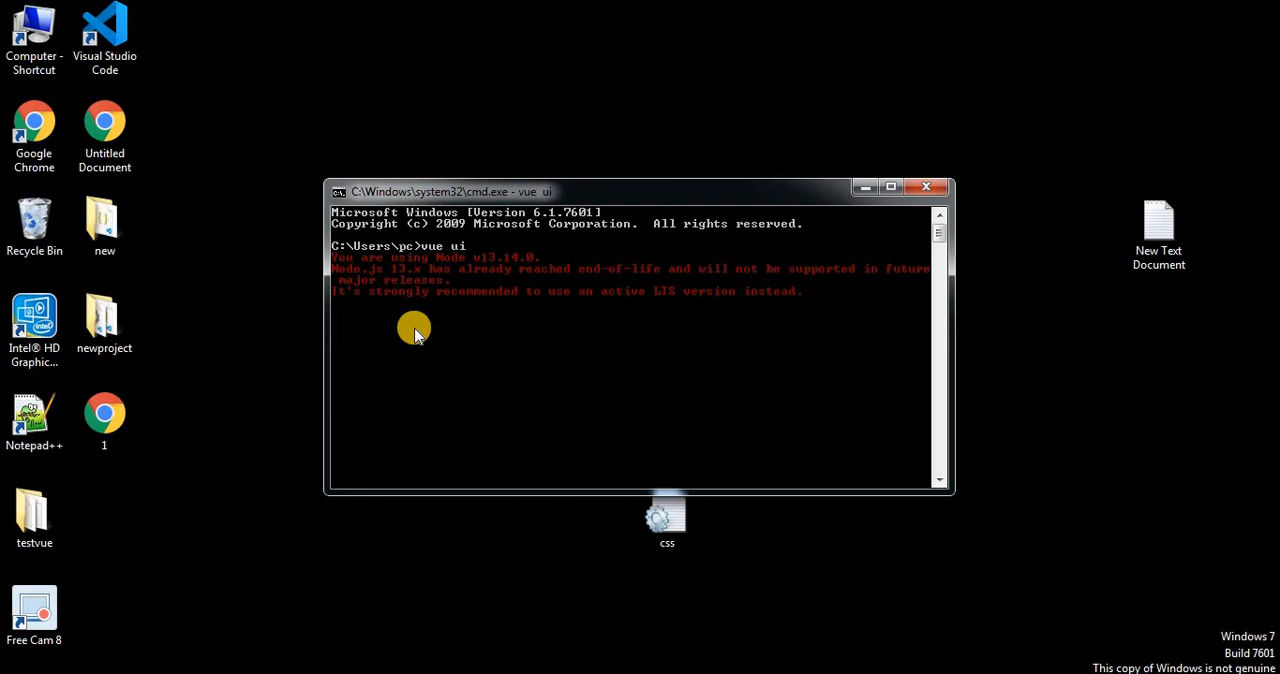 Computer -
Shortcut
Visual Studio
Code
Google
Chrome
Untitled
Document
Recycle Bin
new
Intel® HD
Graphic...
newproject
Notepad++
1
testvue
Free Cam 8
C:\Windows\system32\cmd.exe - vue  ui
Microsoft Windows [Version 6.1.7601]
Copyright (c) 2009 Microsoft Corporation.  All rights reserved.
C:\Users\pc>vue ui
You are using Node v13.14.0.
Node.js 13.x has already reached end-of-life and will not be supported in future
major releases.
It's strongly recommended to use an active LTS version instead.
css
New Text
Document
Windows 7
Build 7601
This copy of Windows is not genuine